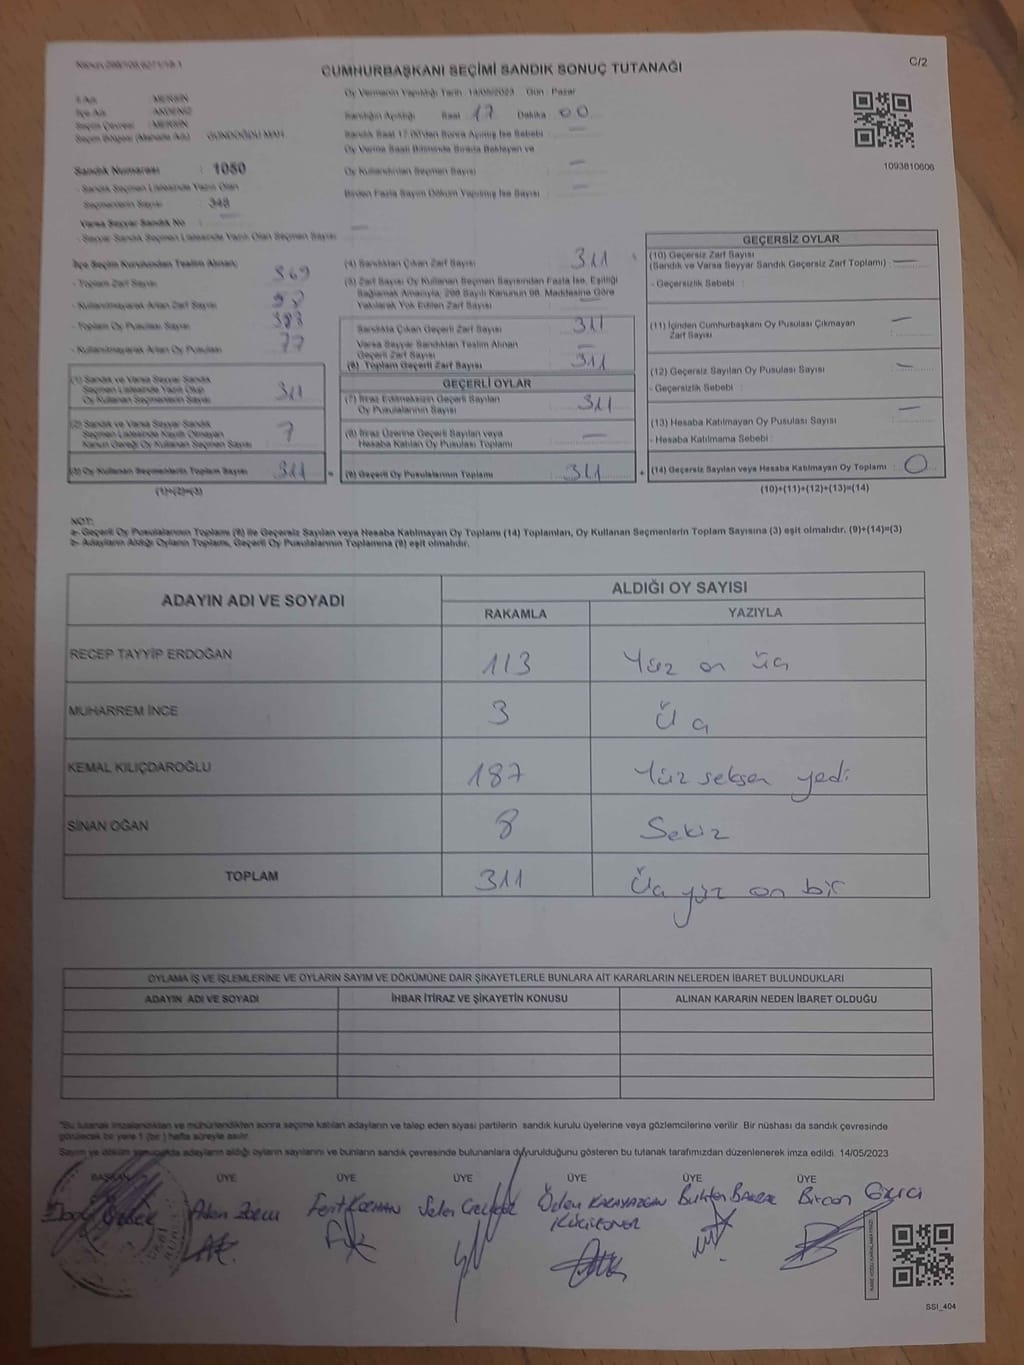 CUMHURBAŞKANI SEÇİMİ SANDIK SONUÇ TUTANAĞI
C/2
İl Adı : MERSİN
İlçe Adı : AKDENİZ
Seçim Çevresi : MERSİN
Seçim Bölgesi (Mahalle Adı) : GÜNDOĞDU MAH.
Sandık Numarası : 1050
- Sandık Seçmen Listesinde Yazılı Olan
Seçmenlerin Sayısı : 348
Varsa Seyyar Sandık No : —
- Seyyar Sandık Seçmen Listesinde Yazılı Olan Seçmen Sayısı : —
Oy Vermenin Yapıldığı Tarih : 14/05/2023 Gün : Pazar
Sandığın Açıldığı Saat 17 Dakika : 00
Sandık Saat 17.00'den Sonra Açılmış İse Sebebi : —
Oy Verme Saati Bitiminde Sırada Bekleyen ve
Oy Kullandırılan Seçmen Sayısı : —
Birden Fazla Sayım Döküm Yapılmış İse Sayısı : —
1093810606
İlçe Seçim Kurulundan Teslim Alınan;
- Toplam Zarf Sayısı : 369
- Kullanılmayarak Artan Zarf Sayısı :
- Toplam Oy Pusulası Sayısı : 383
- Kullanılmayarak Artan Oy Pusulası : 77
(1) Sandık ve Varsa Seyyar Sandık
Seçmen Listesinde Yazılı Olup
Oy Kullanan Seçmenlerin Sayısı : 311
(2) Sandık ve Varsa Seyyar Sandık
Seçmen Listesinde Kayıtlı Olmayan
Kanun Gereği Oy Kullanan Seçmen Sayısı : 7
(3) Oy Kullanan Seçmenlerin Toplam Sayısı : 311
(1)+(2)=(3)
(4) Sandıktan Çıkan Zarf Sayısı : 311
(5) Zarf Sayısı Oy Kullanan Seçmen Sayısından Fazla İse, Eşitliği
Sağlamak Amacıyla, 298 Sayılı Kanunun 98. Maddesine Göre
Yakılarak Yok Edilen Zarf Sayısı : —
Sandıkta Çıkan Geçerli Zarf Sayısı : 311
Varsa Seyyar Sandıktan Teslim Alınan
Geçerli Zarf Sayısı : —
(6) Toplam Geçerli Zarf Sayısı : 311
GEÇERLİ OYLAR
(7) İtiraz Edilmeksizin Geçerli Sayılan
Oy Pusulalarının Sayısı : 311
(8) İtiraz Üzerine Geçerli Sayılan veya
Hesaba Katılan Oy Pusulası Toplamı : —
= (9) Geçerli Oy Pusulalarının Toplamı : 311
GEÇERSİZ OYLAR
(10) Geçersiz Zarf Sayısı
(Sandık ve Varsa Seyyar Sandık Geçersiz Zarf Toplamı) : —
- Geçersizlik Sebebi :
(11) İçinden Cumhurbaşkanı Oy Pusulası Çıkmayan
Zarf Sayısı : —
(12) Geçersiz Sayılan Oy Pusulası Sayısı : —
- Geçersizlik Sebebi :
(13) Hesaba Katılmayan Oy Pusulası Sayısı : —
- Hesaba Katılmama Sebebi :
+ (14) Geçersiz Sayılan veya Hesaba Katılmayan Oy Toplamı : 0
(10)+(11)+(12)+(13)=(14)
NOT:
a- Geçerli Oy Pusulalarının Toplamı (9) ile Geçersiz Sayılan veya Hesaba Katılmayan Oy Toplamı (14) Toplamları, Oy Kullanan Seçmenlerin Toplam Sayısına (3) eşit olmalıdır. (9)+(14)=(3)
b- Adayların Aldığı Oyların Toplamı, Geçerli Oy Pusulalarının Toplamına (9) eşit olmalıdır.
ADAYIN ADI VE SOYADI
ALDIĞI OY SAYISI
RAKAMLA YAZIYLA
RECEP TAYYİP ERDOĞAN 113 Yüz on üç
MUHARREM İNCE 3 Üç
KEMAL KILIÇDAROĞLU 187 Yüz seksen yedi
SİNAN OĞAN 8 Sekiz
TOPLAM 311 Üç yüz on bir
OYLAMA İŞ VE İŞLEMLERİNE VE OYLARIN SAYIM VE DÖKÜMÜNE DAİR ŞİKAYETLERLE BUNLARA AİT KARARLARIN NELERDEN İBARET BULUNDUKLARI
ADAYIN ADI VE SOYADI İHBAR İTİRAZ VE ŞİKAYETİN KONUSU ALINAN KARARIN NEDEN İBARET OLDUĞU
"Bu tutanak imzalandıktan ve mühürlendikten sonra seçime katılan adayların ve talep eden siyasi partilerin sandık kurulu üyelerine veya gözlemcilerine verilir. Bir nüshası da sandık çevresinde
görülecek bir yere 1 (bir ) hafta süreyle asılır.
Sayım ve döküm sonucunda adayların aldığı oyların sayılarını ve bunların sandık çevresinde bulunanlara duyurulduğunu gösteren bu tutanak tarafımızdan düzenlenerek imza edildi. 14/05/2023
BAŞKAN ÜYE ÜYE ÜYE ÜYE ÜYE ÜYE
Ferit KORHAN Özlem KARAYAZGAN Bircan
SSI_404